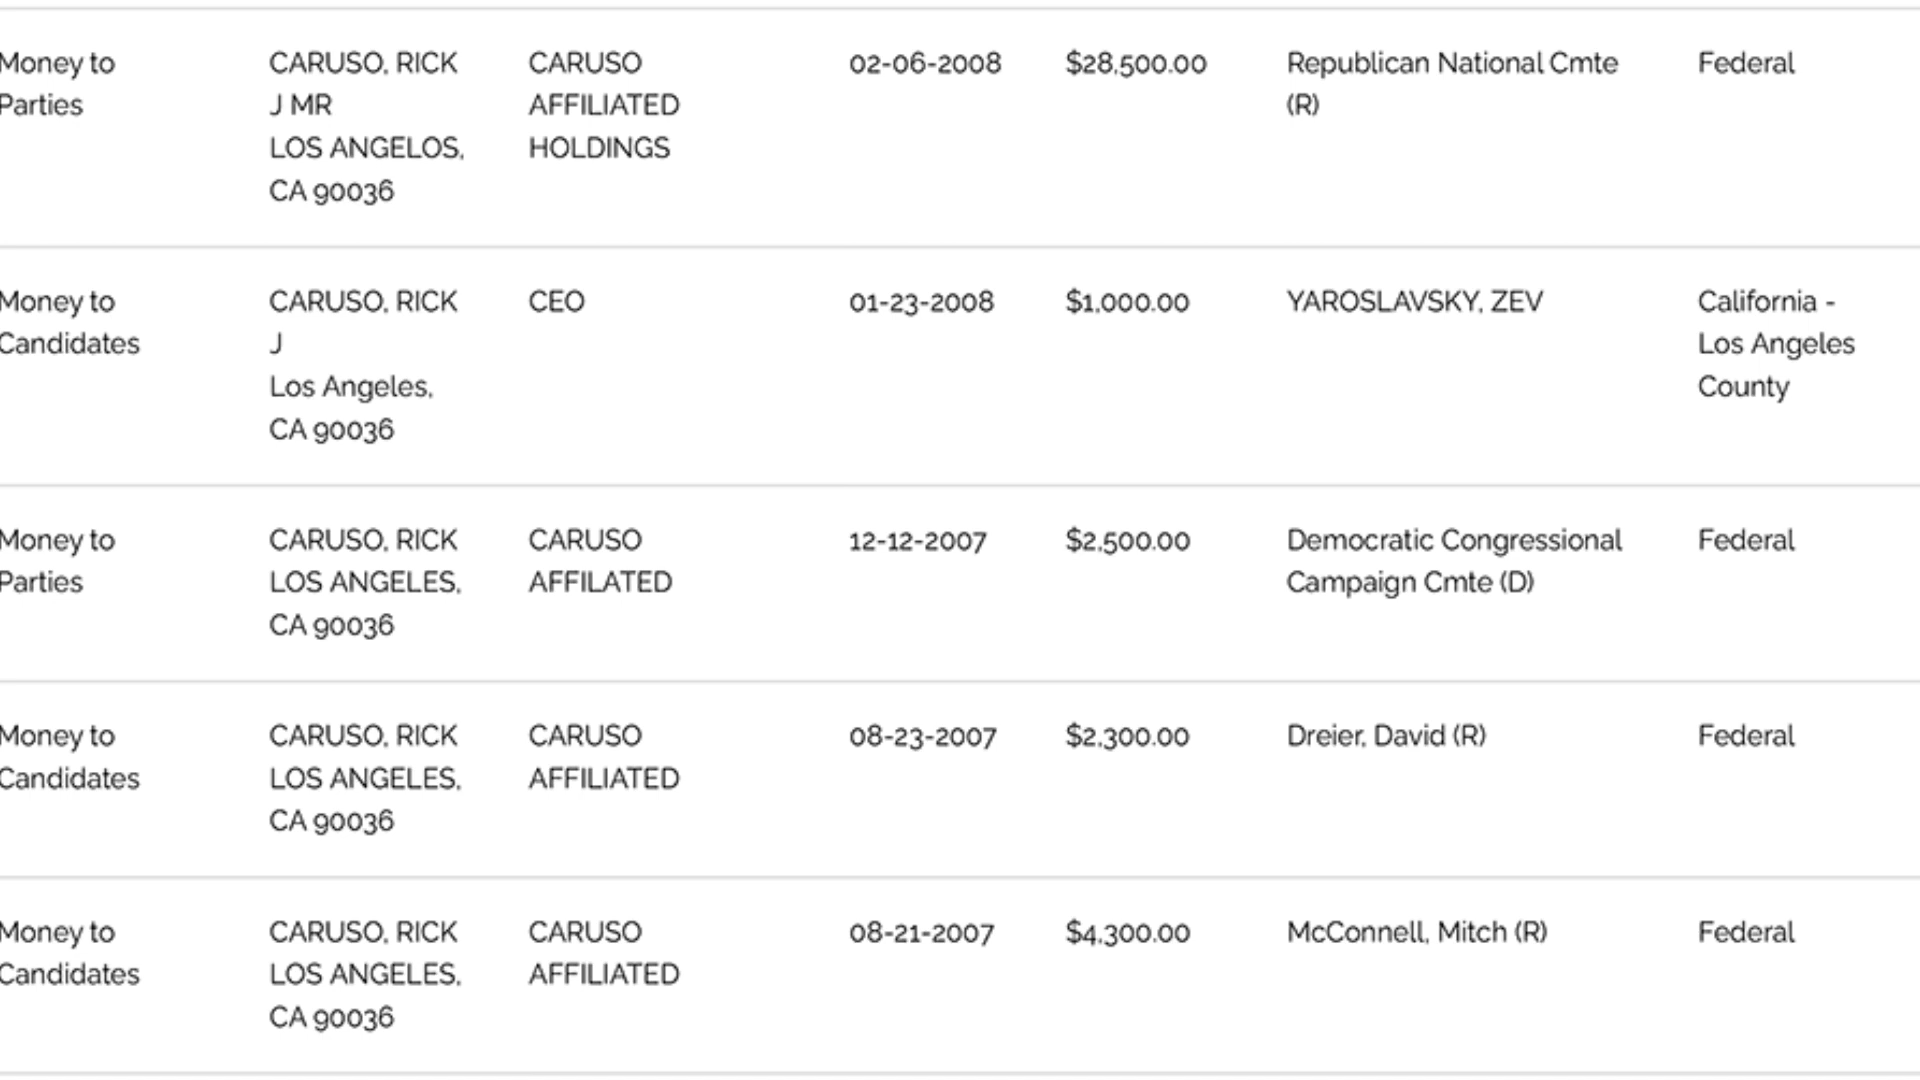 Money to CARUSO, RICK CARUSO 02-06-2008 $28,500.00 Republican National Cmte Federal
Parties J MR AFFILIATED (R)
LOS ANGELOS, HOLDINGS
CA 90036
Money to CARUSO, RICK CEO 01-23-2008 $1,000.00 YAROSLAVSKY, ZEV California -
Candidates J Los Angeles
Los Angeles, County
CA 90036
Money to CARUSO, RICK CARUSO 12-12-2007 $2,500.00 Democratic Congressional Federal
Parties LOS ANGELES, AFFILATED Campaign Cmte (D)
CA 90036
Money to CARUSO, RICK CARUSO 08-23-2007 $2,300.00 Dreier, David (R) Federal
Candidates LOS ANGELES, AFFILIATED
CA 90036
Money to CARUSO, RICK CARUSO 08-21-2007 $4,300.00 McConnell, Mitch (R) Federal
Candidates LOS ANGELES, AFFILIATED
CA 90036